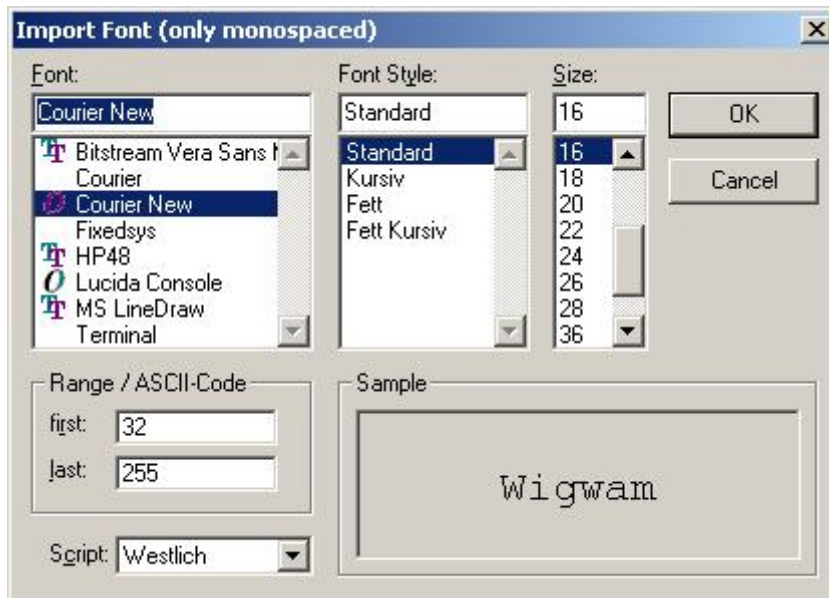 Import Font (only monospaced)
Font: Font Style: Size:
Courier New Standard 16 OK
Bitstream Vera Sans Standard 16
Courier Kursiv 18 Cancel
Courier New Fett 20
Fixedsys Fett Kursiv 22
HP48 24
Lucida Console 26
MS LineDraw 28
Terminal 36
Range / ASCII-Code Sample
first: 32
last: 255
Wigwam
Script: Westlich